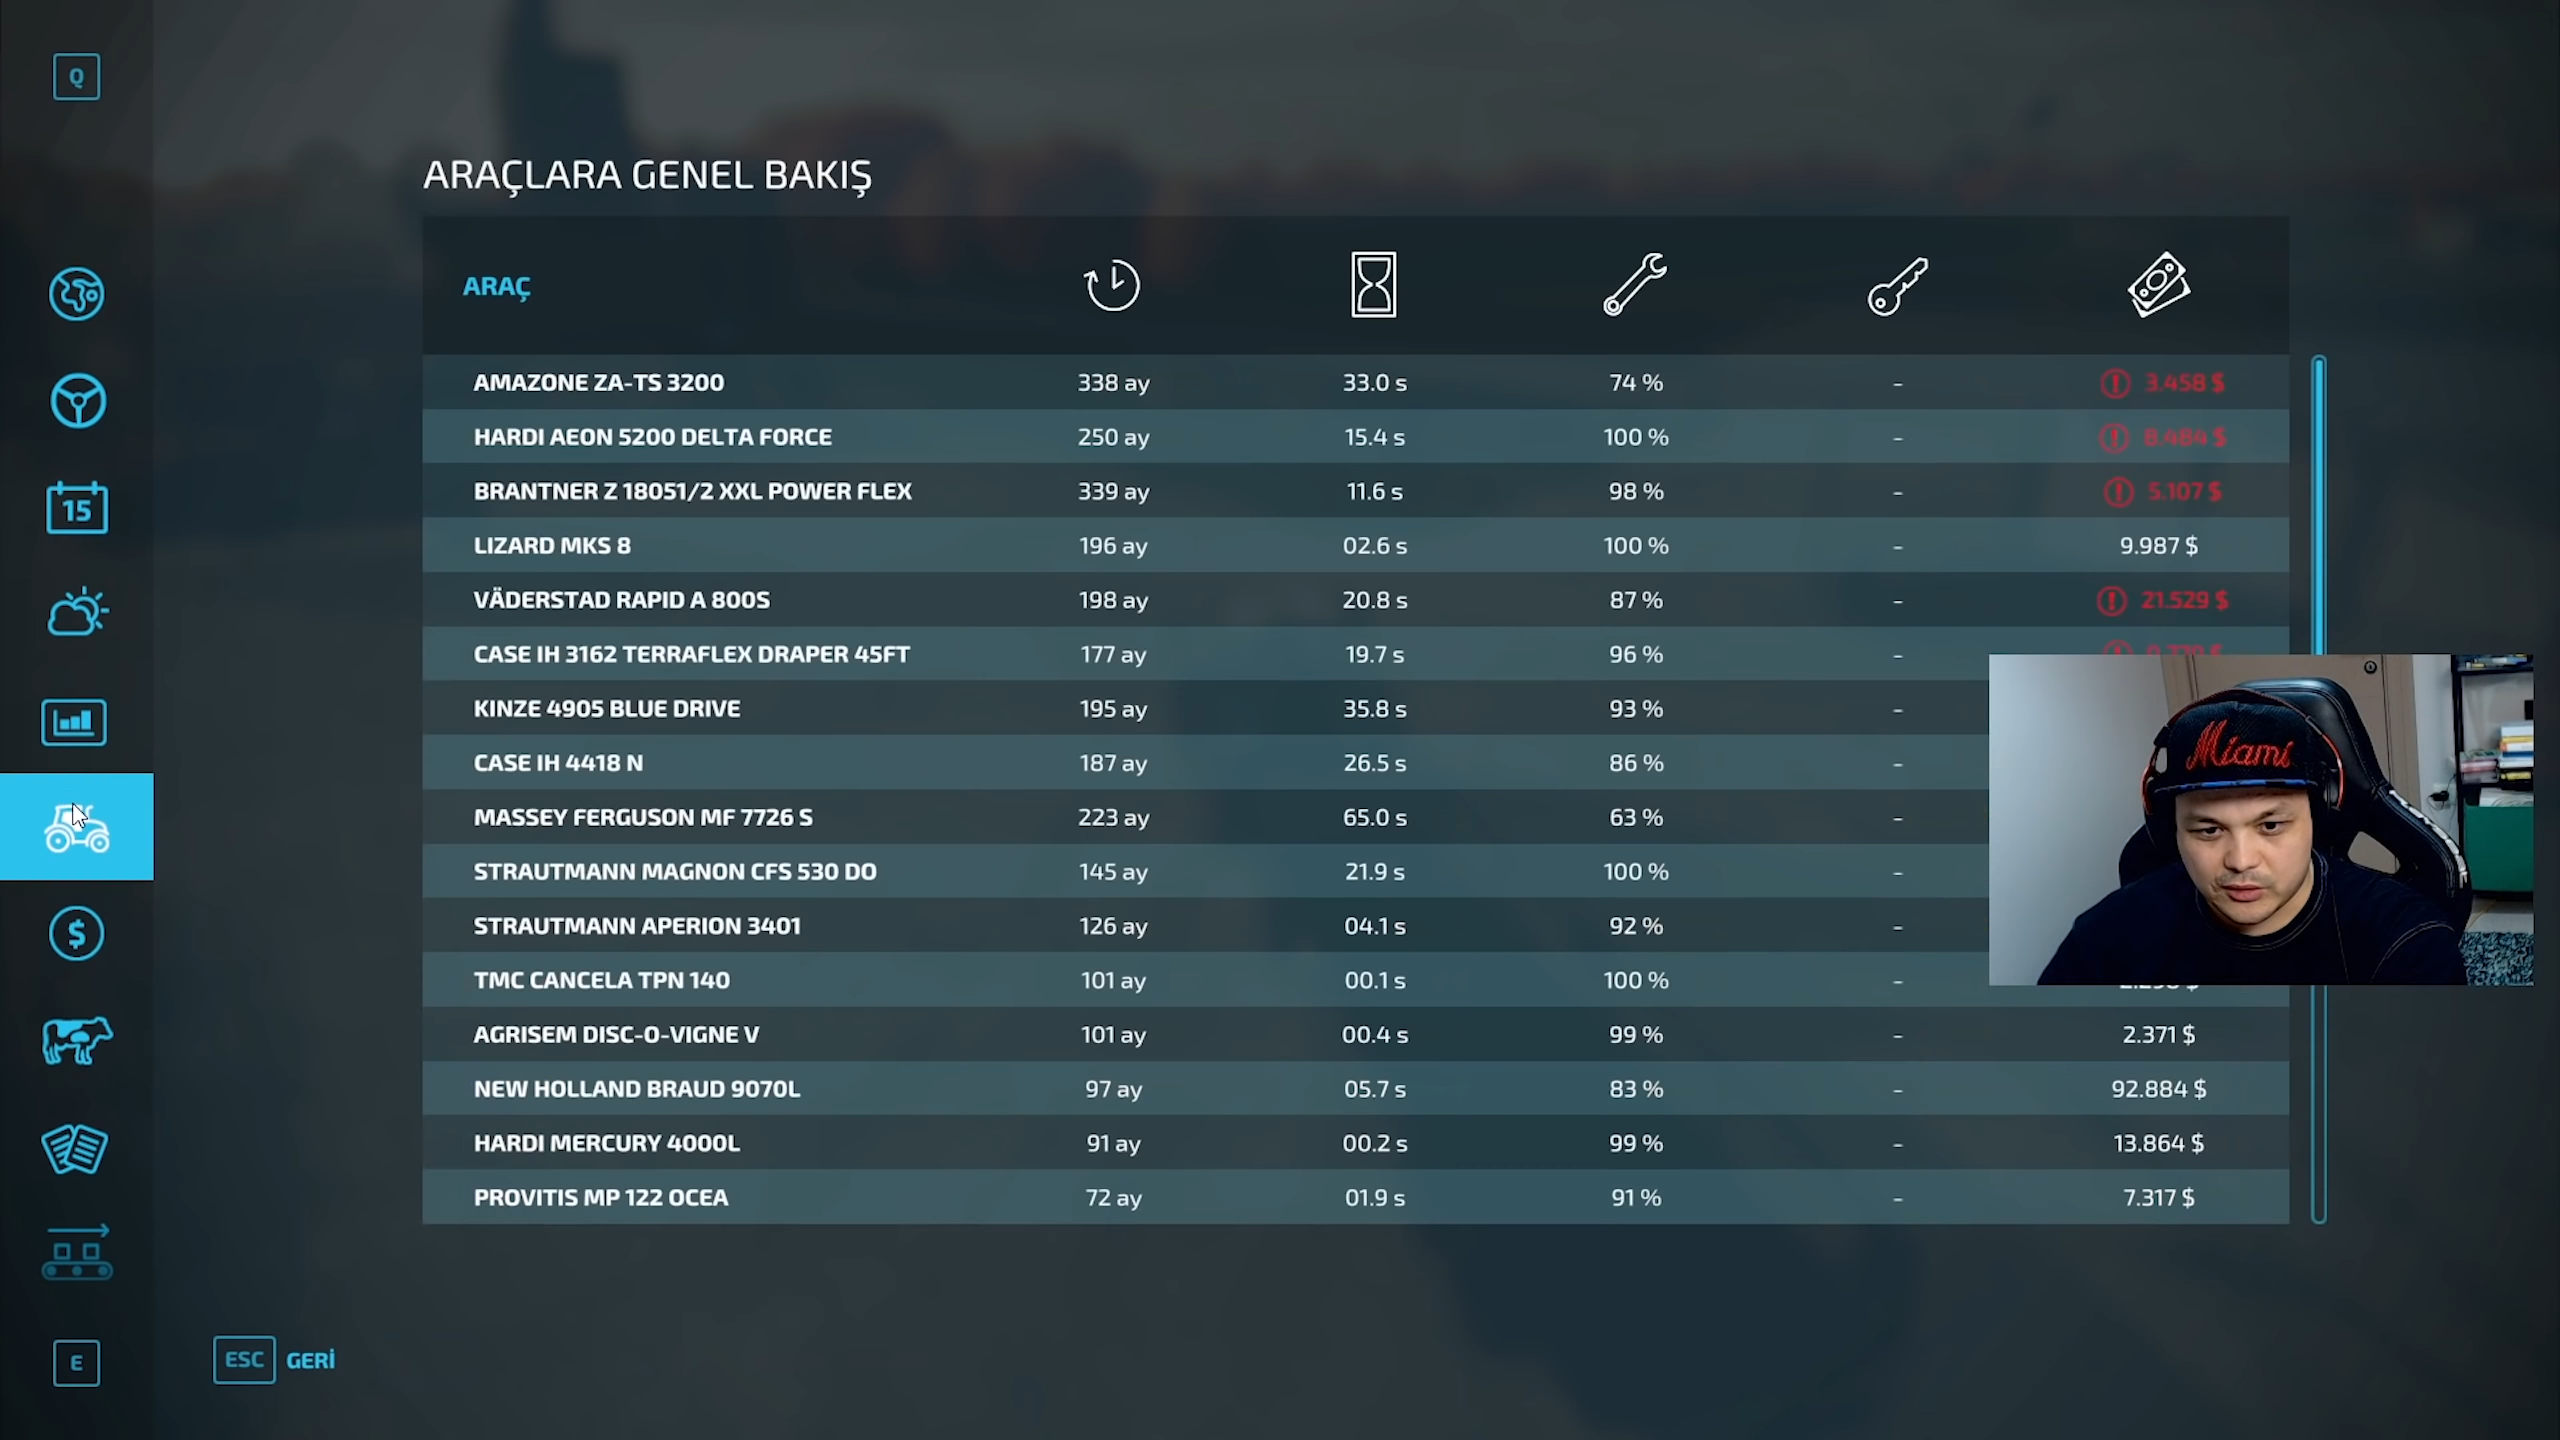 Q
ARAÇLARA GENEL BAKIŞ
ARAÇ
AMAZONE ZA-TS 3200 338 ay 33.0 s 74 % - 3.458 $
HARDI AEON 5200 DELTA FORCE 250 ay 15.4 s 100 % - 8.484 $
BRANTNER Z 18051/2 XXL POWER FLEX 339 ay 11.6 s 98 % - 5.107 $
LIZARD MKS 8 196 ay 02.6 s 100 % - 9.987 $
VÄDERSTAD RAPID A 800S 198 ay 20.8 s 87 % - 21.529 $
CASE IH 3162 TERRAFLEX DRAPER 45FT 177 ay 19.7 s 96 % -
KINZE 4905 BLUE DRIVE 195 ay 35.8 s 93 % -
CASE IH 4418 N 187 ay 26.5 s 86 % -
MASSEY FERGUSON MF 7726 S 223 ay 65.0 s 63 % -
STRAUTMANN MAGNON CFS 530 DO 145 ay 21.9 s 100 % -
STRAUTMANN APERION 3401 126 ay 04.1 s 92 % -
TMC CANCELA TPN 140 101 ay 00.1 s 100 % -
AGRISEM DISC-O-VIGNE V 101 ay 00.4 s 99 % - 2.371 $
NEW HOLLAND BRAUD 9070L 97 ay 05.7 s 83 % - 92.884 $
HARDI MERCURY 4000L 91 ay 00.2 s 99 % - 13.864 $
PROVITIS MP 122 OCEA 72 ay 01.9 s 91 % - 7.317 $
15
$
E
ESC GERİ
Miami